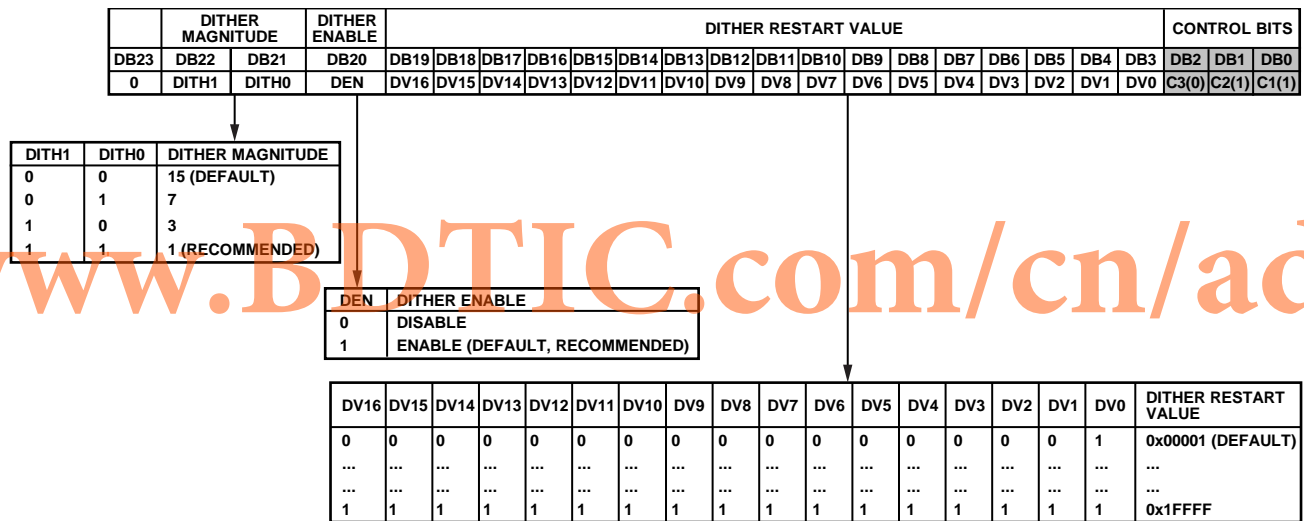 DITHER MAGNITUDE DITHER ENABLE DITHER RESTART VALUE CONTROL BITS
DB23 DB22 DB21 DB20 DB19 DB18 DB17 DB16 DB15 DB14 DB13 DB12 DB11 DB10 DB9 DB8 DB7 DB6 DB5 DB4 DB3 DB2 DB1 DB0
0 DITH1 DITH0 DEN DV16 DV15 DV14 DV13 DV12 DV11 DV10 DV9 DV8 DV7 DV6 DV5 DV4 DV3 DV2 DV1 DV0 C3(0) C2(1) C1(1)
DITH1 DITH0 DITHER MAGNITUDE
0 0 15 (DEFAULT)
0 1 7
1 0 3
1 1 1 (RECOMMENDED)
ww.BDTIC.com/cn/ad
DEN DITHER ENABLE
0 DISABLE
1 ENABLE (DEFAULT, RECOMMENDED)
DV16 DV15 DV14 DV13 DV12 DV11 DV10 DV9 DV8 DV7 DV6 DV5 DV4 DV3 DV2 DV1 DV0 DITHER RESTART VALUE
0 0 0 0 0 0 0 0 0 0 0 0 0 0 0 0 1 0x00001 (DEFAULT)
... ... ... ... ... ... ... ... ... ... ... ... ... ... ... ... ... ...
... ... ... ... ... ... ... ... ... ... ... ... ... ... ... ... ... ...
1 1 1 1 1 1 1 1 1 1 1 1 1 1 1 1 1 0x1FFFF